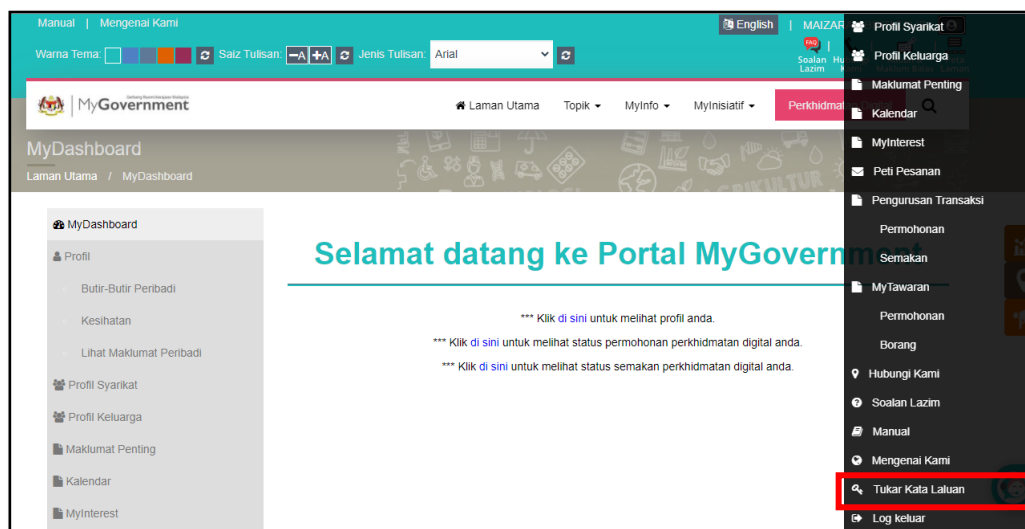 Manual | Mengenai Kami
English | MAIZAR
Warna Tema: Saiz Tulisan: -A +A Jenis Tulisan: Arial
FAQ
Soalan Lazim
MyGovernment
Laman Utama Topik MyInfo MyInisiatif Perkhidmatan Digital
MyDashboard
Laman Utama / MyDashboard
MyDashboard
Profil
Butir-Butir Peribadi
Kesihatan
Lihat Maklumat Peribadi
Profil Syarikat
Profil Keluarga
Maklumat Penting
Kalendar
MyInterest
Selamat datang ke Portal MyGovernment
*** Klik di sini untuk melihat profil anda.
*** Klik di sini untuk melihat status permohonan perkhidmatan digital anda.
*** Klik di sini untuk melihat status semakan perkhidmatan digital anda.
Profil Syarikat
Profil Keluarga
Maklumat Penting
Kalendar
MyInterest
Peti Pesanan
Pengurusan Transaksi
Permohonan
Semakan
MyTawaran
Permohonan
Borang
Hubungi Kami
Soalan Lazim
Manual
Mengenai Kami
Tukar Kata Laluan
Log keluar